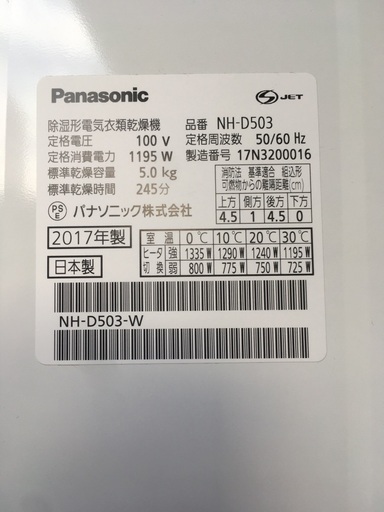 Panasonic
S JET
除湿形電気衣類乾燥機 品番 NH-D503
定格電圧 100 V 定格周波数 50/60 Hz
定格消費電力 1195 W 製造番号 17N3200016
標準乾燥容量 5.0 kg
標準乾燥時間 245分
PS E パナソニック株式会社
消防法 基準適合 組込形
可燃物からの離隔距離(cm)
上方 側方 後方 下方
4.5 1 4.5 0
2017年製
日本製
室温 0℃ 10℃ 20℃ 30℃
ヒータ切換 強 1335 W 1290 W 1240 W 1195 W
弱 800 W 775 W 750 W 725 W
NH-D503-W